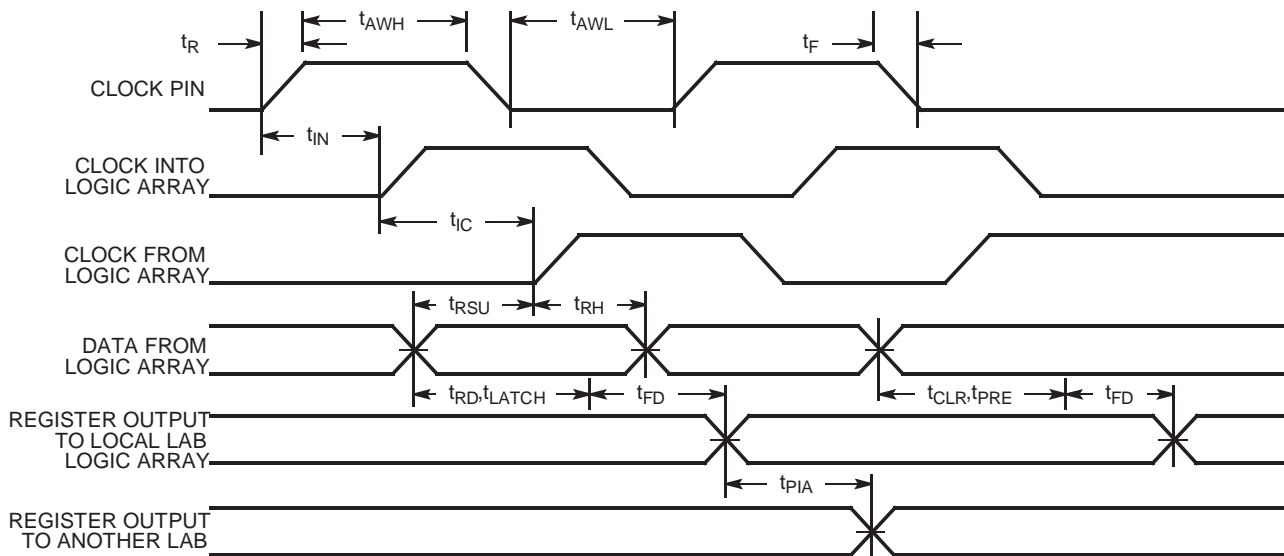 tAWH
tAWL
tR
tF
CLOCK PIN
tIN
CLOCK INTO
LOGIC ARRAY
tIC
CLOCK FROM
LOGIC ARRAY
tRSU
tRH
DATA FROM
LOGIC ARRAY
tRD,tLATCH
tFD
tCLR,tPRE
tFD
REGISTER OUTPUT
TO LOCAL LAB
LOGIC ARRAY
tPIA
REGISTER OUTPUT
TO ANOTHER LAB